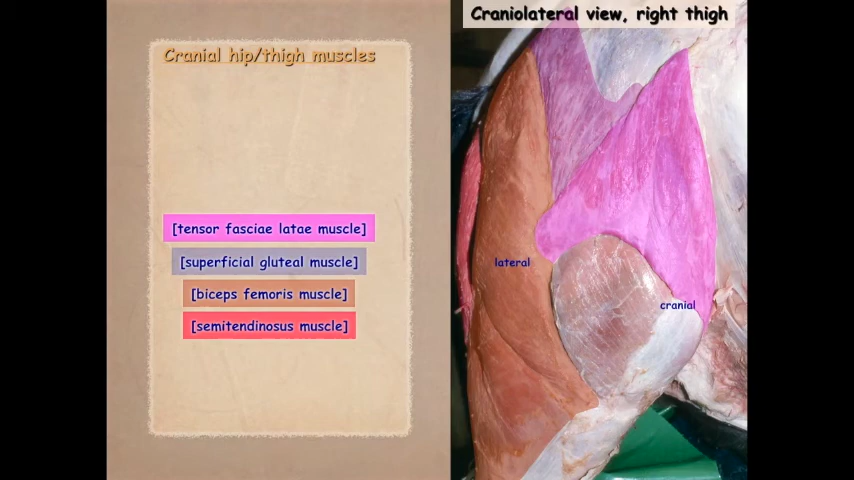 Cranial hip/thigh muscles
[tensor fasciae latae muscle]
[superficial gluteal muscle]
[biceps femoris muscle]
[semitendinosus muscle]
Craniolateral view, right thigh
lateral
cranial